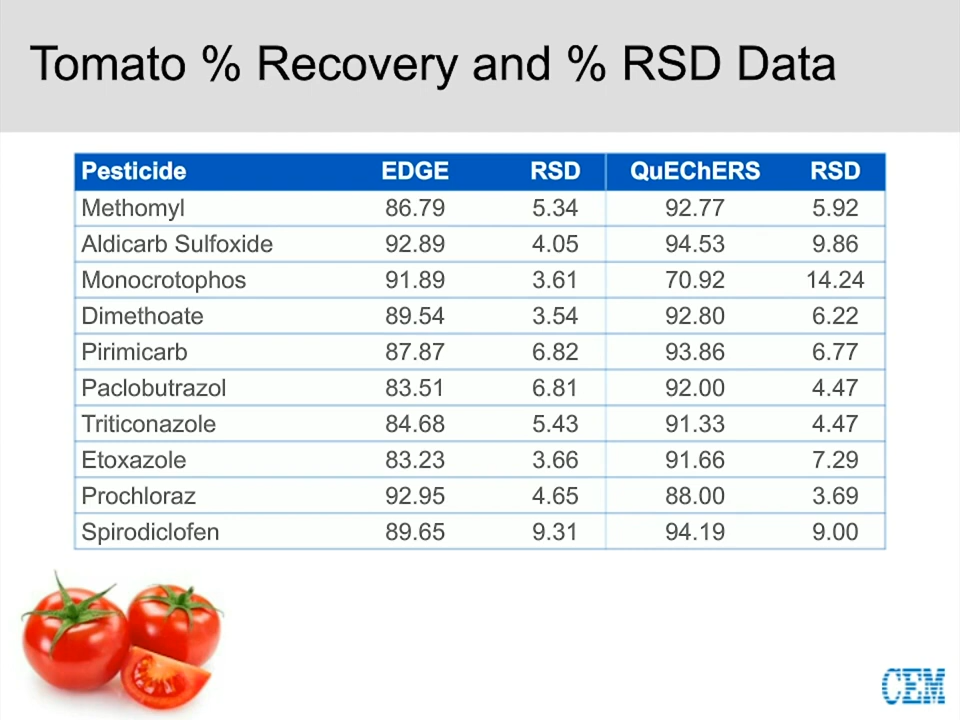 Tomato % Recovery and % RSD Data
Pesticide EDGE RSD QuEChERS RSD
Methomyl 86.79 5.34 92.77 5.92
Aldicarb Sulfoxide 92.89 4.05 94.53 9.86
Monocrotophos 91.89 3.61 70.92 14.24
Dimethoate 89.54 3.54 92.80 6.22
Pirimicarb 87.87 6.82 93.86 6.77
Paclobutrazol 83.51 6.81 92.00 4.47
Triticonazole 84.68 5.43 91.33 4.47
Etoxazole 83.23 3.66 91.66 7.29
Prochloraz 92.95 4.65 88.00 3.69
Spirodiclofen 89.65 9.31 94.19 9.00
CEM